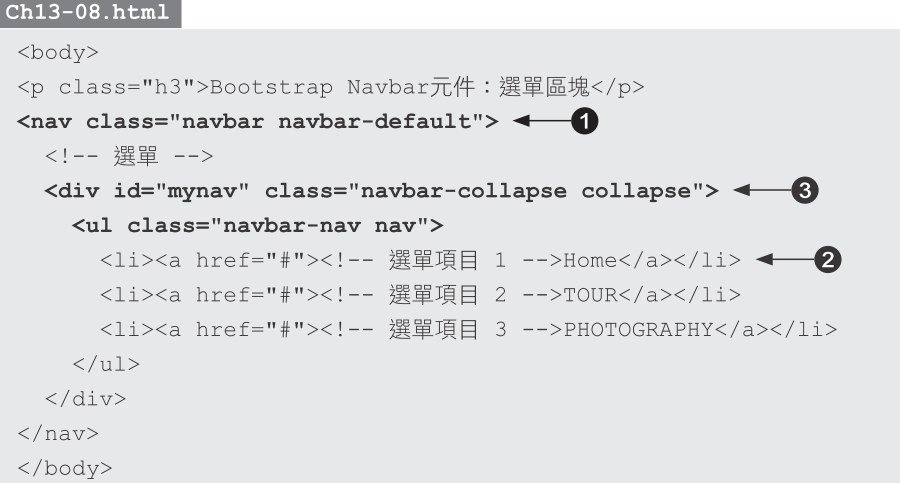 Ch13-08.html
<body>
<p class="h3">Bootstrap Navbar元件：選單區塊</p>
<nav class="navbar navbar-default"> ❶
<!-- 選單 -->
<div id="mynav" class="navbar-collapse collapse"> ❸
<ul class="navbar-nav nav">
<li><a href="#"><!-- 選單項目 1 -->Home</a></li> ❷
<li><a href="#"><!-- 選單項目 2 -->TOUR</a></li>
<li><a href="#"><!-- 選單項目 3 -->PHOTOGRAPHY</a></li>
</ul>
</div>
</nav>
</body>